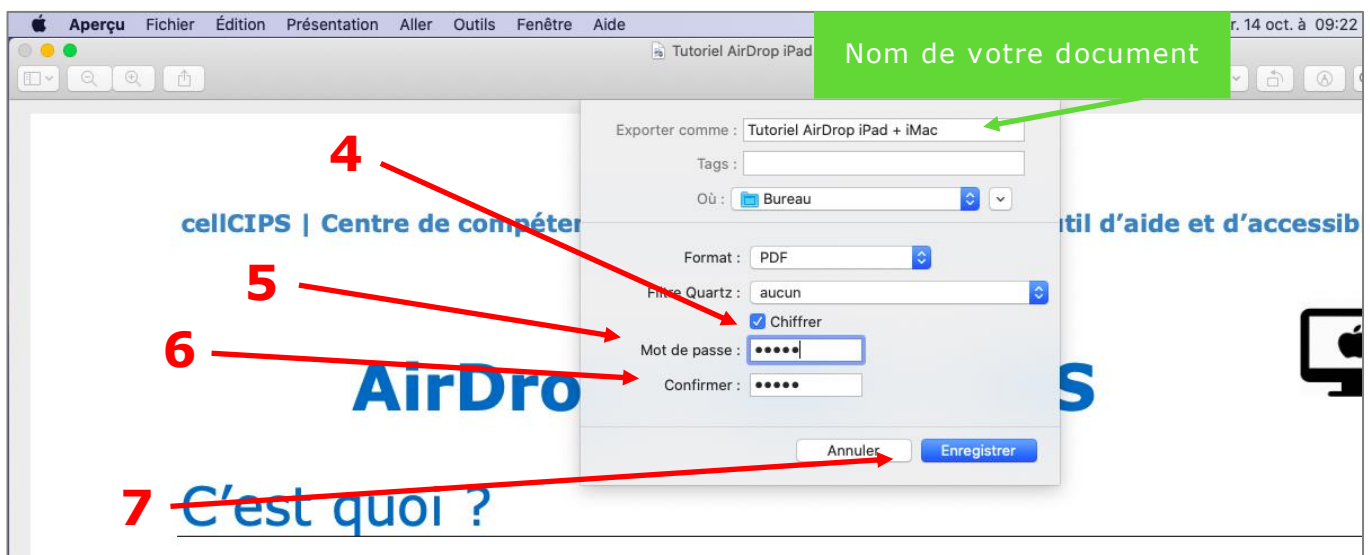 Aperçu Fichier Édition Présentation Aller Outils Fenêtre Aide
r. 14 oct. à 09:22
Tutoriel AirDrop iPad
Nom de votre document
Exporter comme : Tutoriel AirDrop iPad + iMac
Tags :
4
Où : Bureau
cellCIPS | Centre de compéter
til d'aide et d'accessib
Format : PDF
5
Filtre Quartz : aucun
Chiffrer
6
Mot de passe : •••••
Confirmer : •••••
AirDro
S
Annuler Enregistrer
7
C'est quoi ?